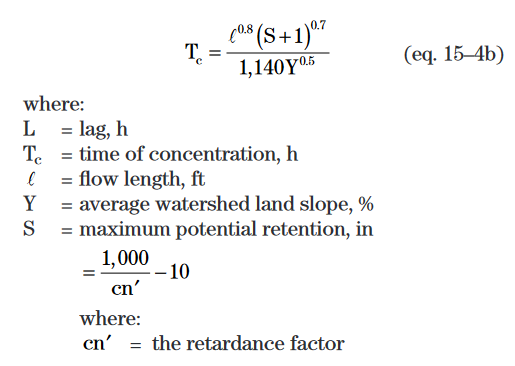 T_c = ℓ^0.8 (S+1)^0.7 / 1,140Y^0.5 (eq. 15–4b)
where:
L = lag, h
T_c = time of concentration, h
ℓ = flow length, ft
Y = average watershed land slope, %
S = maximum potential retention, in
= 1,000 / cn′ – 10
where:
cn′ = the retardance factor